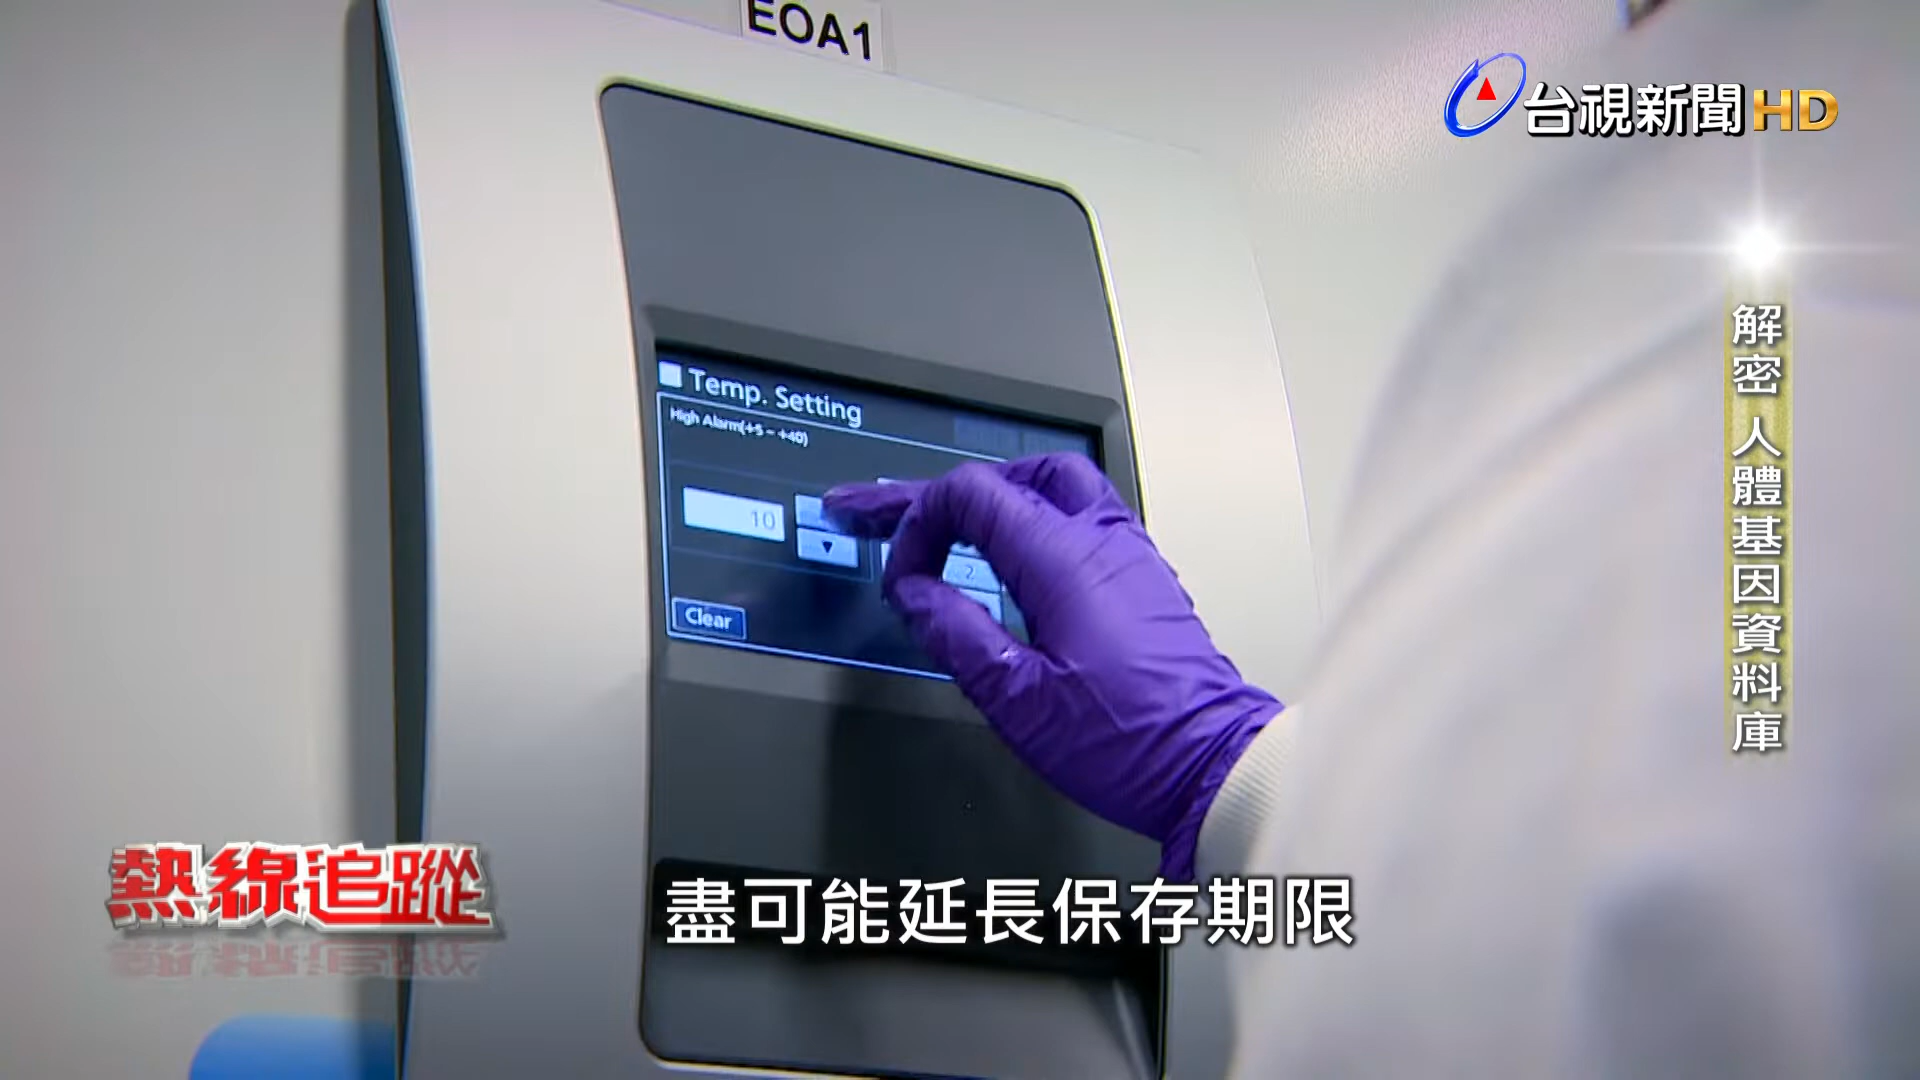 EOA1
台視新聞HD
解密 人體基因資料庫
Temp. Setting
High Alarm(+5 ~ +40)
10
▼
2
Clear
熱線追蹤
盡可能延長保存期限